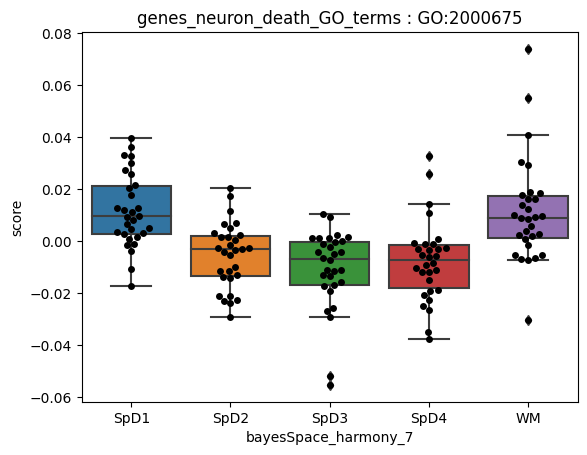 genes_neuron_death_GO_terms : GO:2000675
score
0.08
0.06
0.04
0.02
0.00
−0.02
−0.04
−0.06
SpD1 SpD2 SpD3 SpD4 WM
bayesSpace_harmony_7